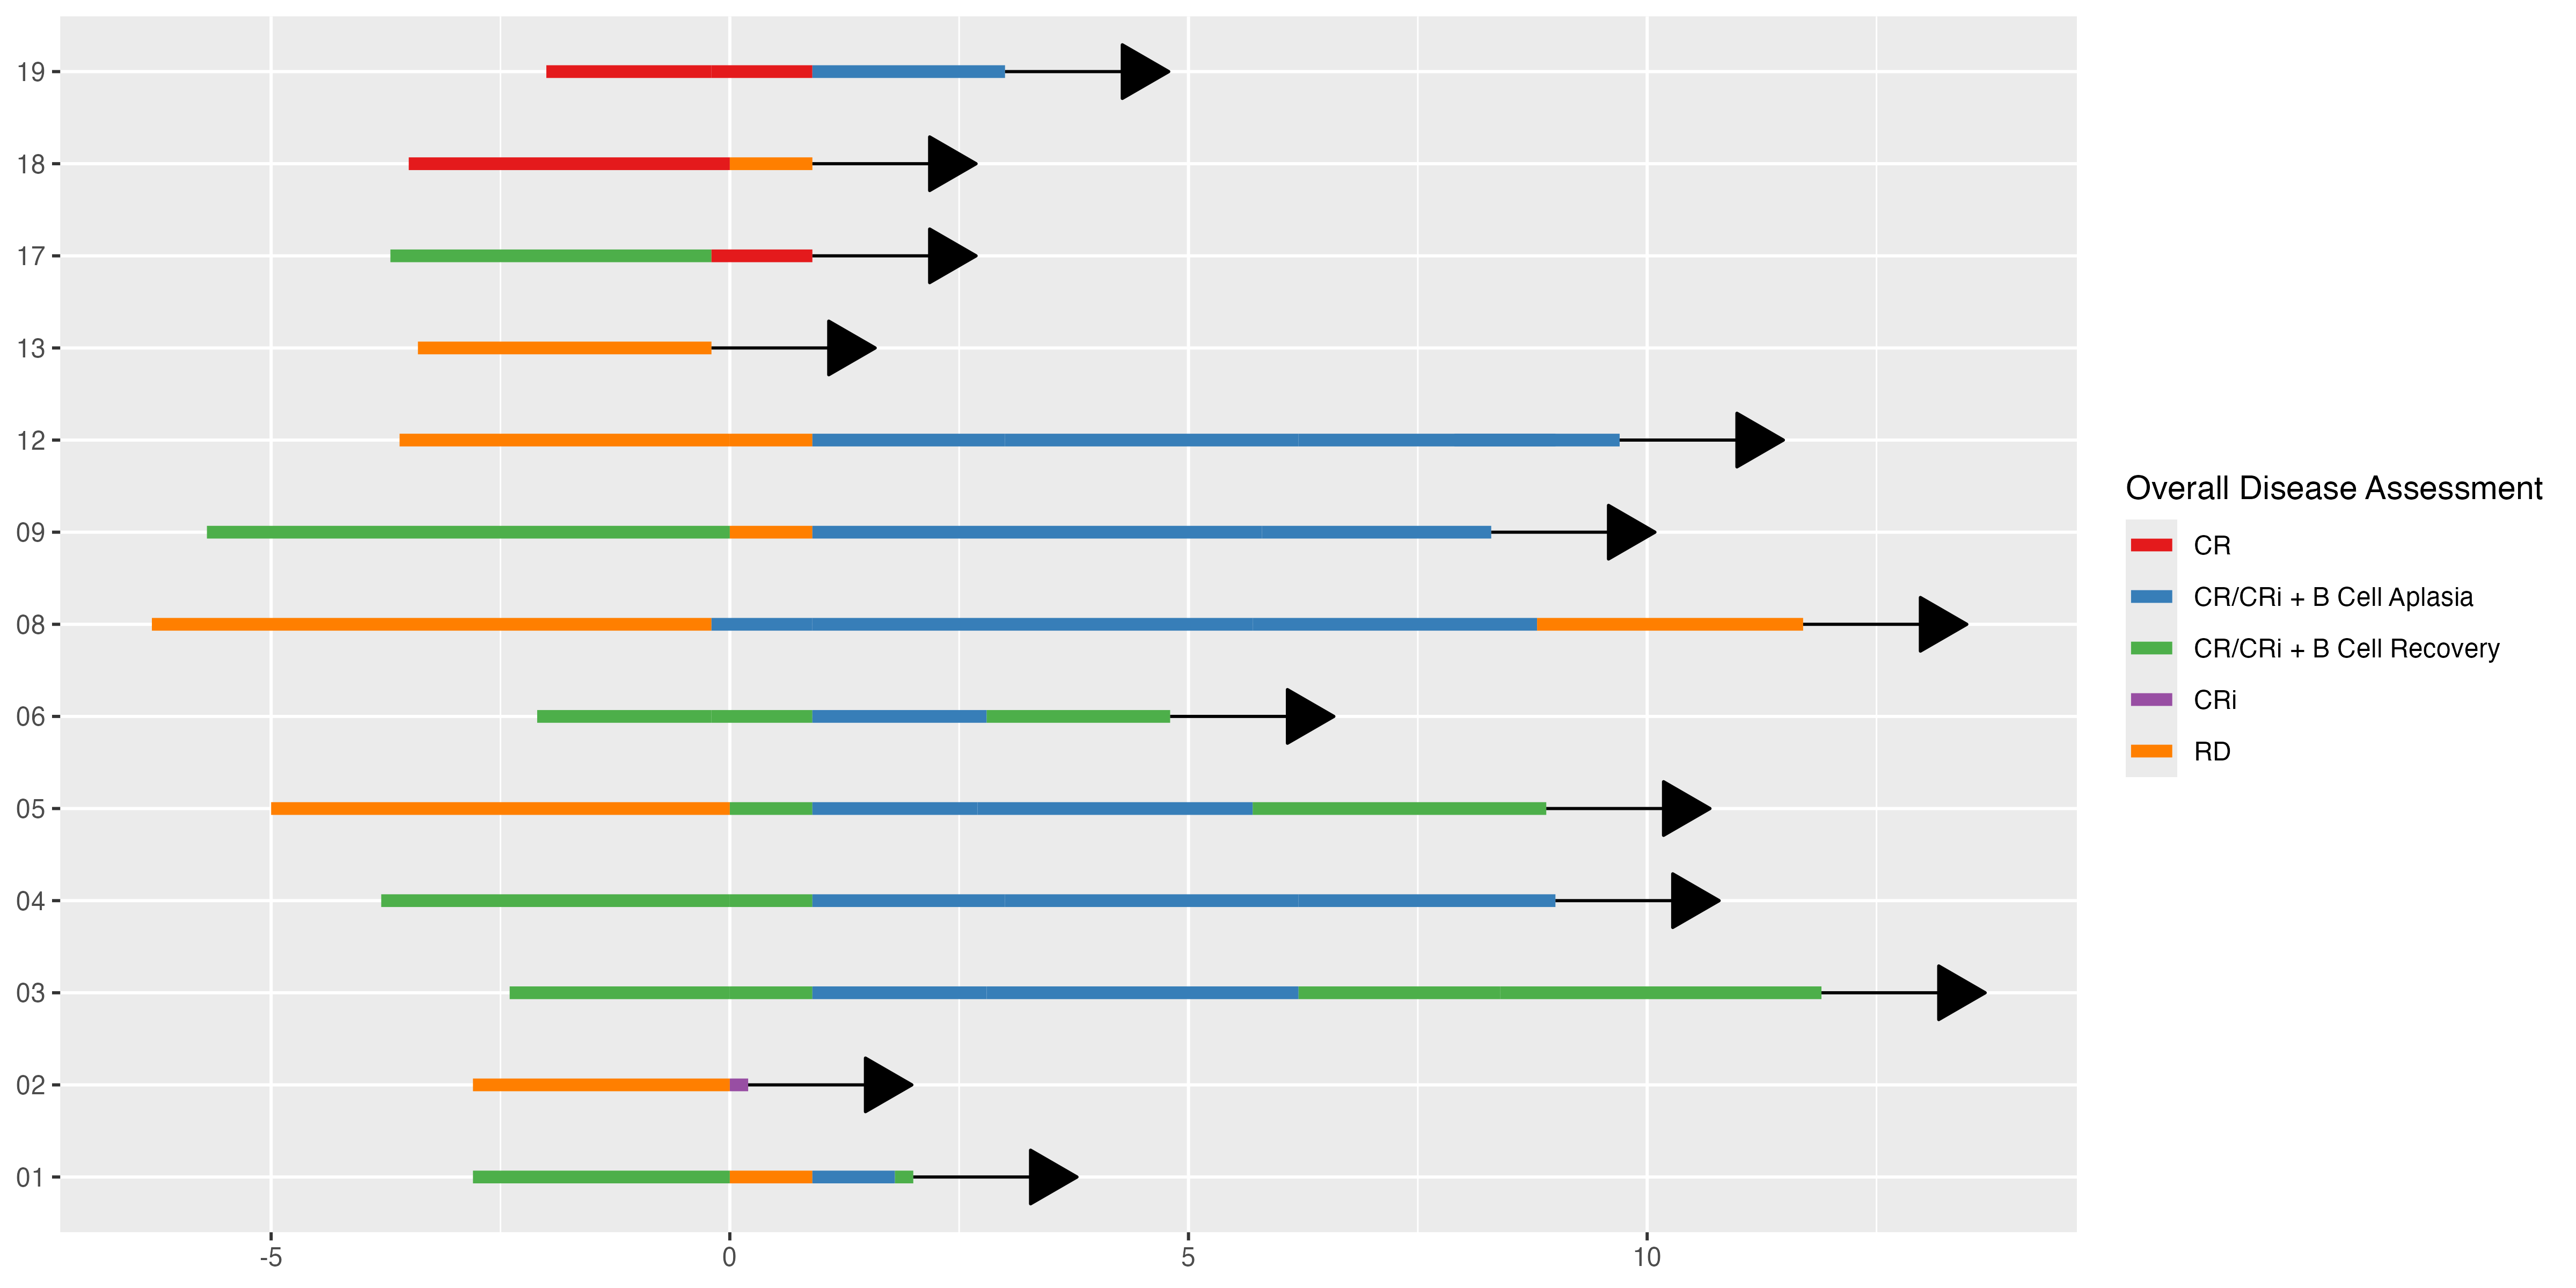 19
18
17
13
12
09
08
06
05
04
03
02
01
-5 0 5 10
Overall Disease Assessment
CR
CR/CRi + B Cell Aplasia
CR/CRi + B Cell Recovery
CRi
RD